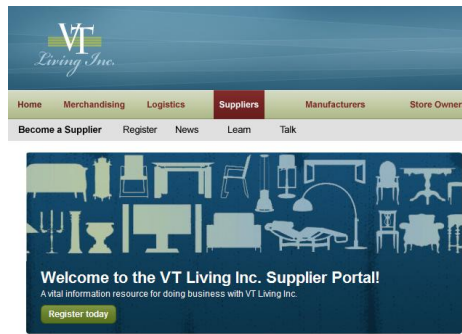 VT
Living Inc.
Home Merchandising Logistics Suppliers Manufacturers Store Owner
Become a Supplier Register News Learn Talk
Welcome to the VT Living Inc. Supplier Portal!
A vital information resource for doing business with VT Living Inc.
Register today